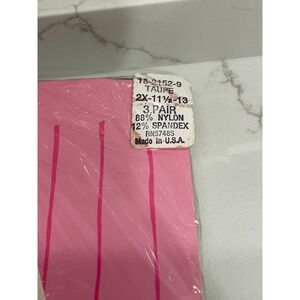 18-2152-9
TAUPE
2X-11½-13
3 PAIR
88% NYLON
12% SPANDEX
RN57485
Made in U.S.A.